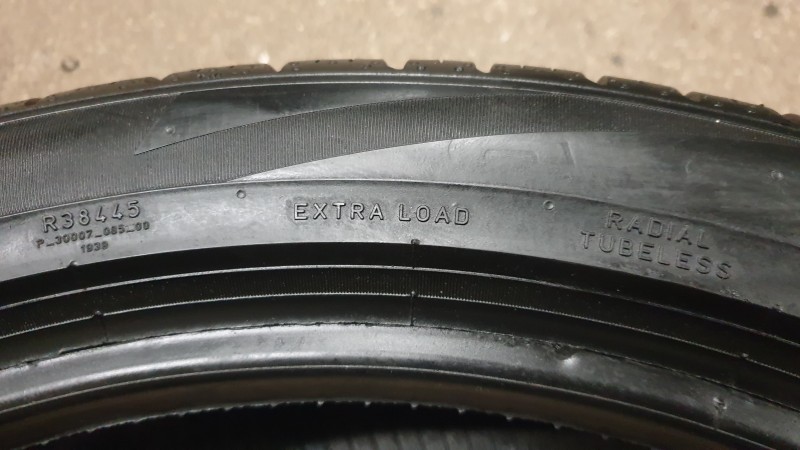 R38445
P_30007_085_00
1939
EXTRA LOAD
RADIAL
TUBELESS